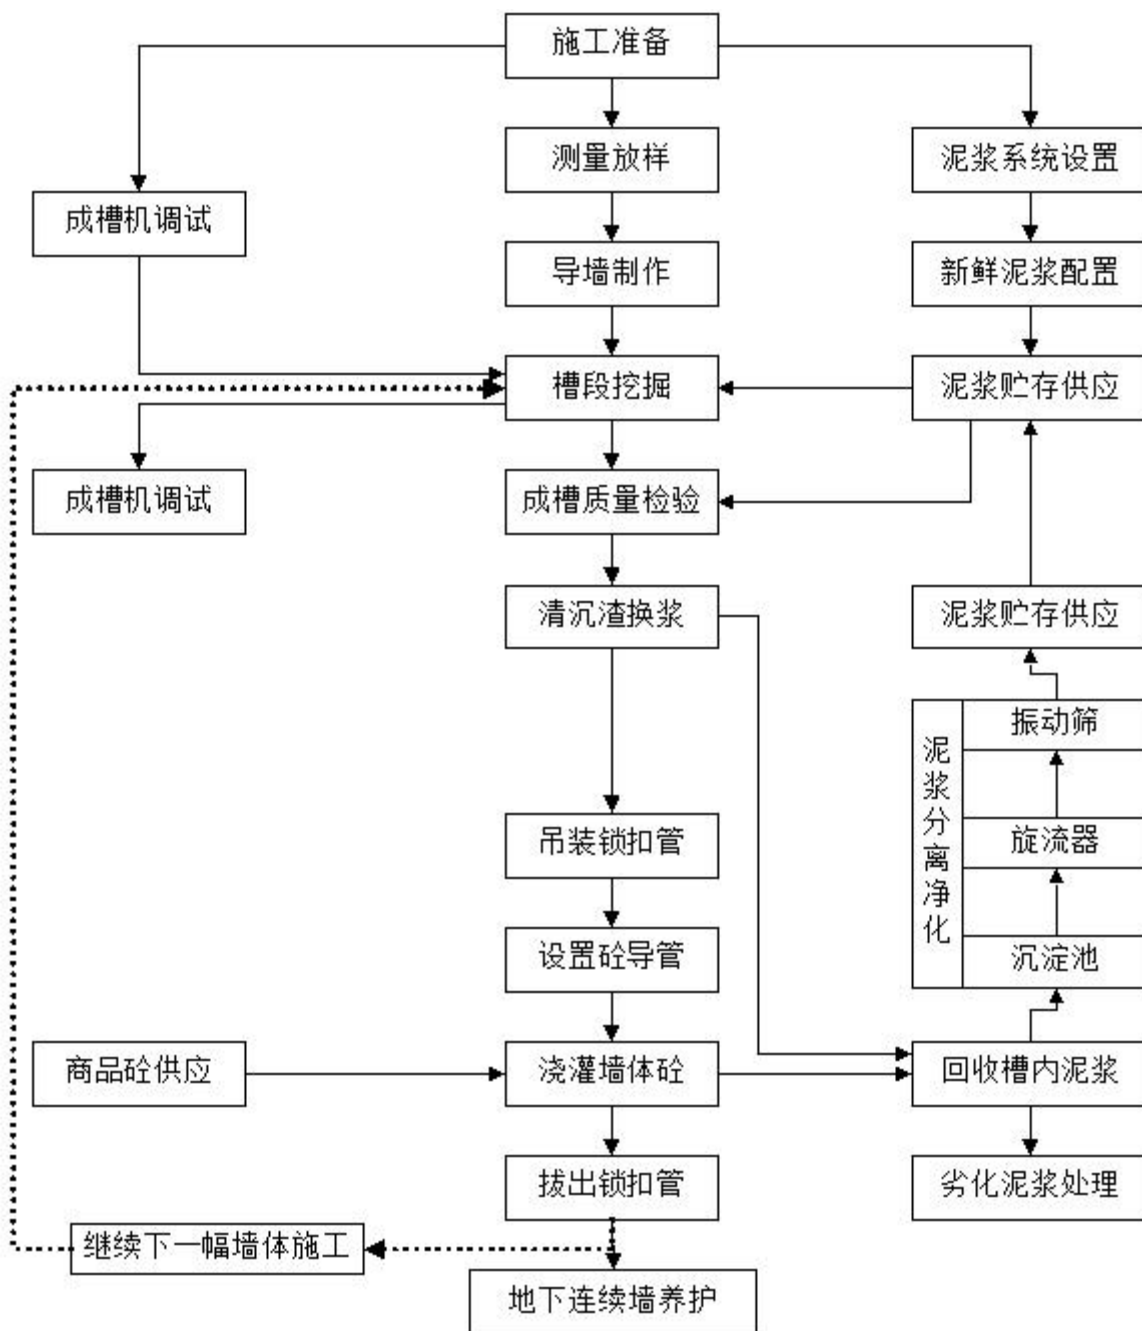 施工准备
测量放样
泥浆系统设置
成槽机调试
导墙制作
新鲜泥浆配置
槽段挖掘
泥浆贮存供应
成槽机调试
成槽质量检验
清沉渣换浆
泥浆贮存供应
泥浆分离净化
振动筛
旋流器
沉淀池
吊装锁扣管
设置砼导管
商品砼供应
浇灌墙体砼
回收槽内泥浆
拔出锁扣管
劣化泥浆处理
继续下一幅墙体施工
地下连续墙养护